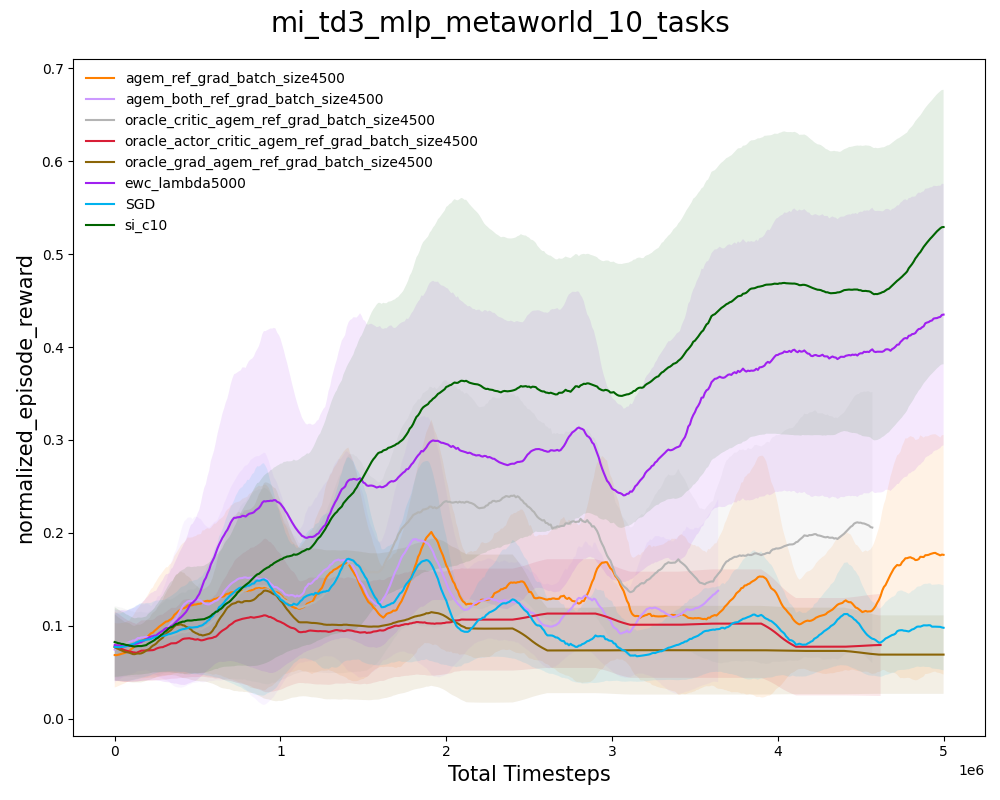 mi_td3_mlp_metaworld_10_tasks
agem_ref_grad_batch_size4500
agem_both_ref_grad_batch_size4500
oracle_critic_agem_ref_grad_batch_size4500
oracle_actor_critic_agem_ref_grad_batch_size4500
oracle_grad_agem_ref_grad_batch_size4500
ewc_lambda5000
SGD
si_c10
normalized_episode_reward
0.7
0.6
0.5
0.4
0.3
0.2
0.1
0.0
0 1 2 3 4 5
1e6
Total Timesteps